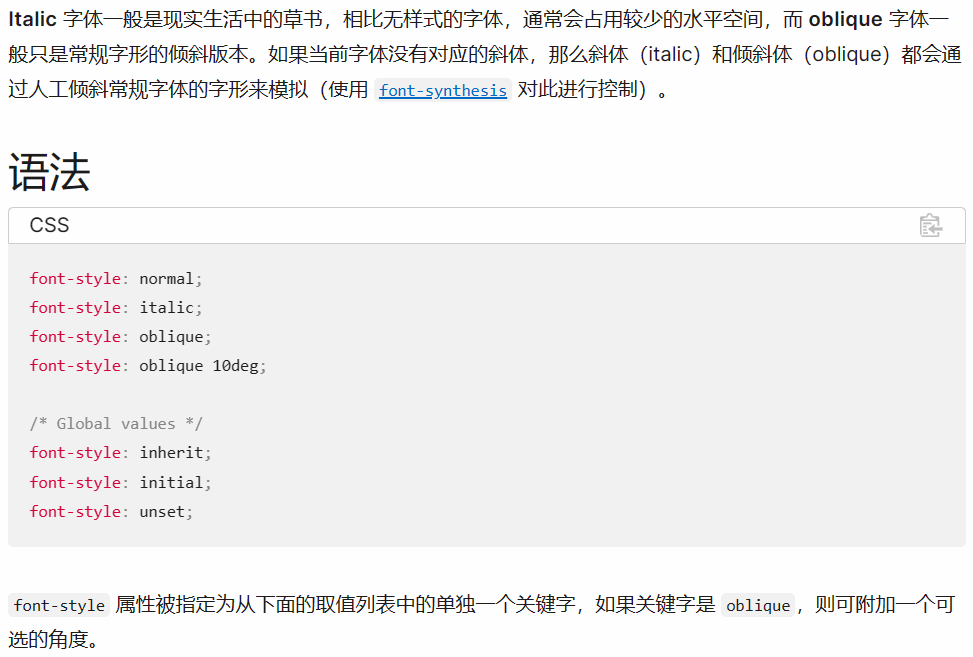 Italic 字体一般是现实生活中的草书，相比无样式的字体，通常会占用较少的水平空间，而 oblique 字体一
般只是常规字形的倾斜版本。如果当前字体没有对应的斜体，那么斜体（italic）和倾斜体（oblique）都会通
过人工倾斜常规字体的字形来模拟（使用 font-synthesis 对此进行控制）。
语法
CSS
font-style: normal;
font-style: italic;
font-style: oblique;
font-style: oblique 10deg;
/* Global values */
font-style: inherit;
font-style: initial;
font-style: unset;
font-style 属性被指定为从下面的取值列表中的单独一个关键字，如果关键字是 oblique，则可附加一个可
选的角度。